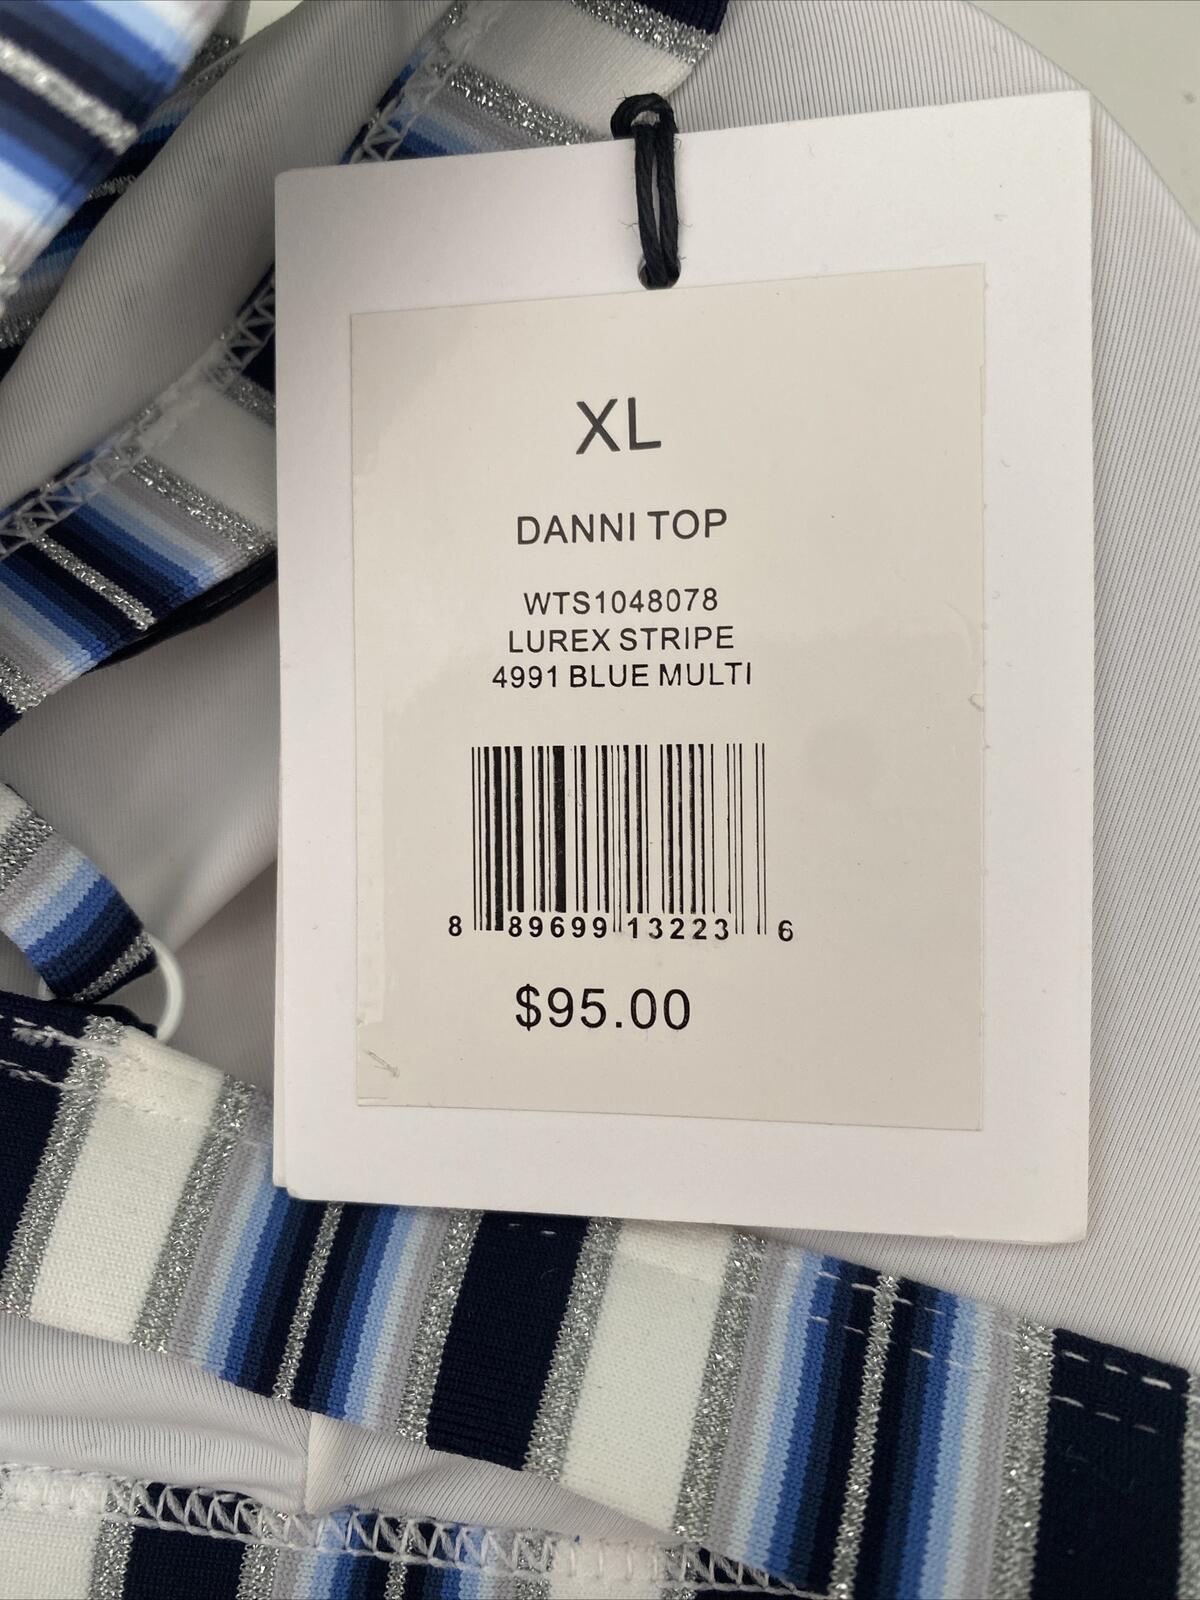 XL
DANNI TOP
WTS1048078
LUREX STRIPE
4991 BLUE MULTI
8 89699 13223 6
$95.00